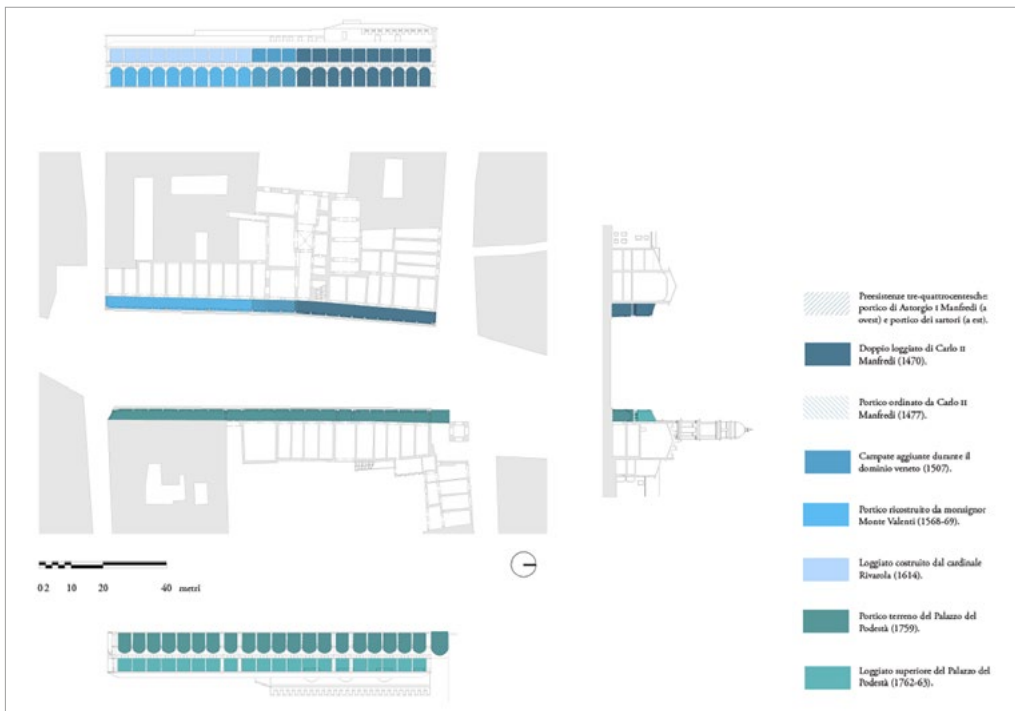 Preesistenze tre-quattrocentesche:
portico di Astorgio I Manfredi (a
ovest) e portico dei sartori (a est).
Doppio loggiato di Carlo II
Manfredi (1470).
Portico ordinato da Carlo II
Manfredi (1477).
Campate aggiunte durante il
dominio veneto (1507).
Portico ricostruito da monsignor
Monte Valenti (1568-69).
Loggiato costruito dal cardinale
Rivarola (1614).
Portico terreno del Palazzo del
Podestà (1759).
Loggiato superiore del Palazzo del
Podestà (1762-63).
0 2 10 20 40 metri